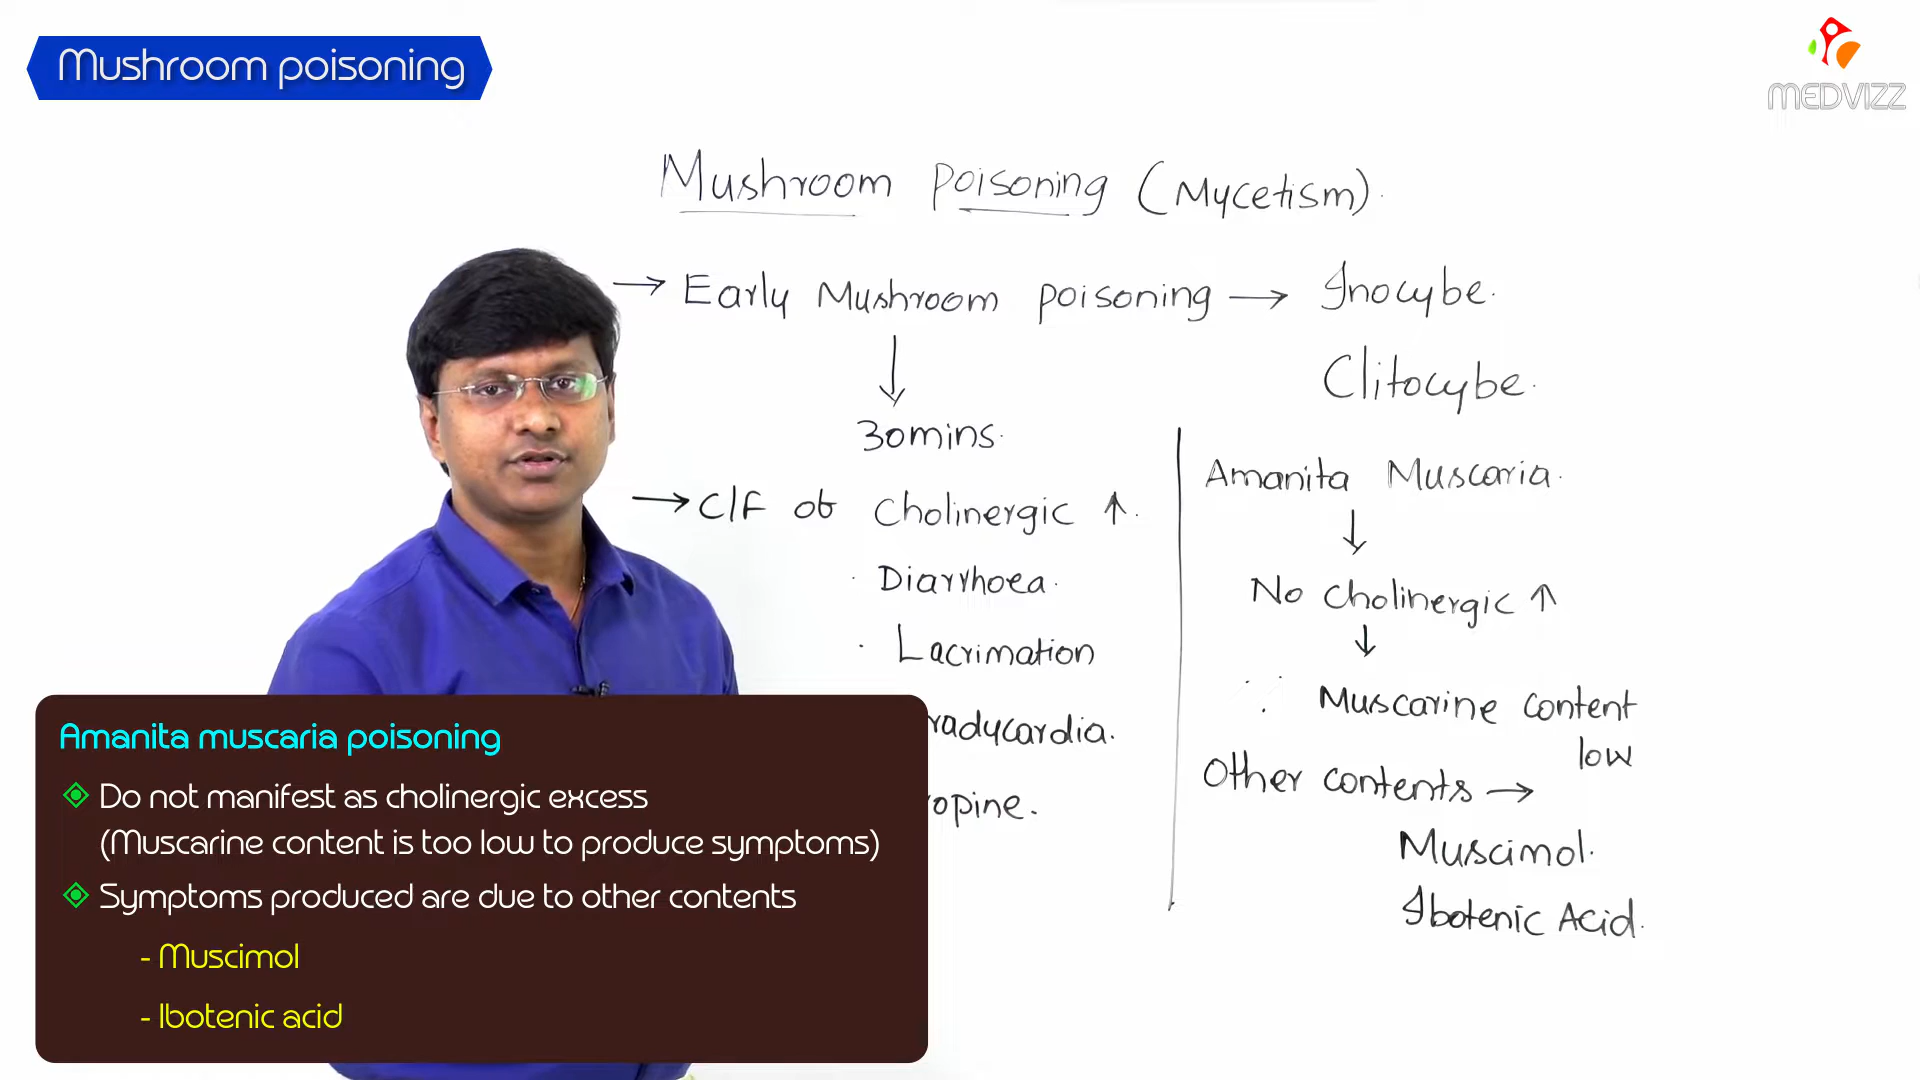 Mushroom poisoning
MEDVIZZ
Mushroom poisoning (Mycetism).
→ Early Mushroom poisoning → Inocybe.
Clitocybe.
↓
30mins.
→ C/F of Cholinergic ↑.
· Diarrhoea.
· Lacrimation
radycardia.
opine.
Amanita Muscaria.
↓
No cholinergic ↑
↓
∵ Muscarine content
low
Other contents →
Muscimol.
Ibotenic Acid.
Amanita muscaria poisoning
Do not manifest as cholinergic excess
(Muscarine content is too low to produce symptoms)
Symptoms produced are due to other contents
- Muscimol
- Ibotenic acid